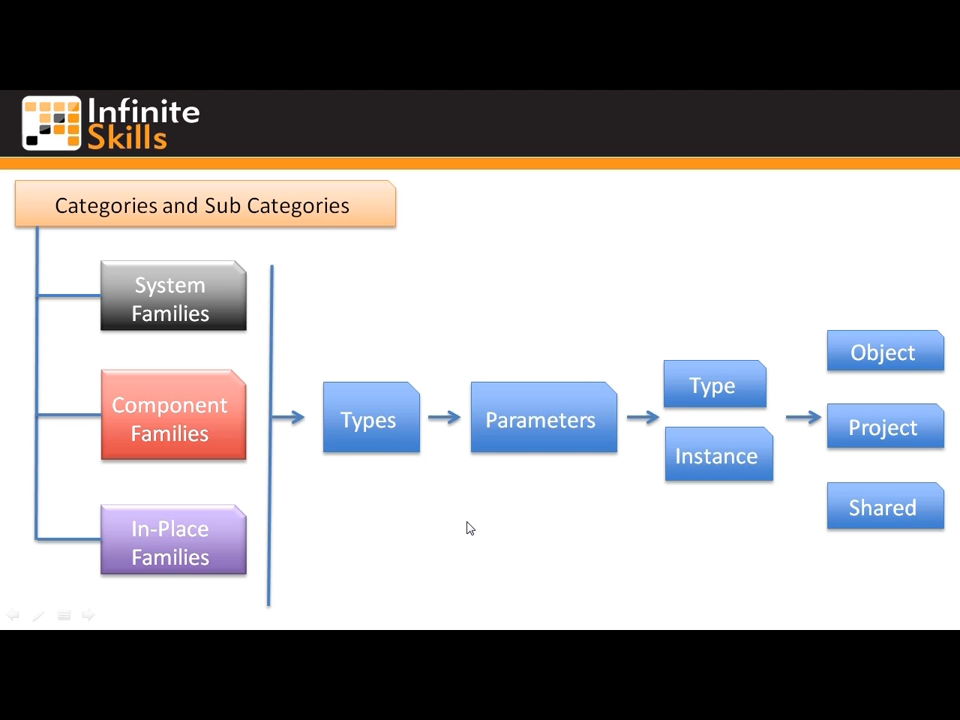 Infinite
Skills
Categories and Sub Categories
System
Families
Component
Families
In-Place
Families
Types
Parameters
Type
Instance
Object
Project
Shared